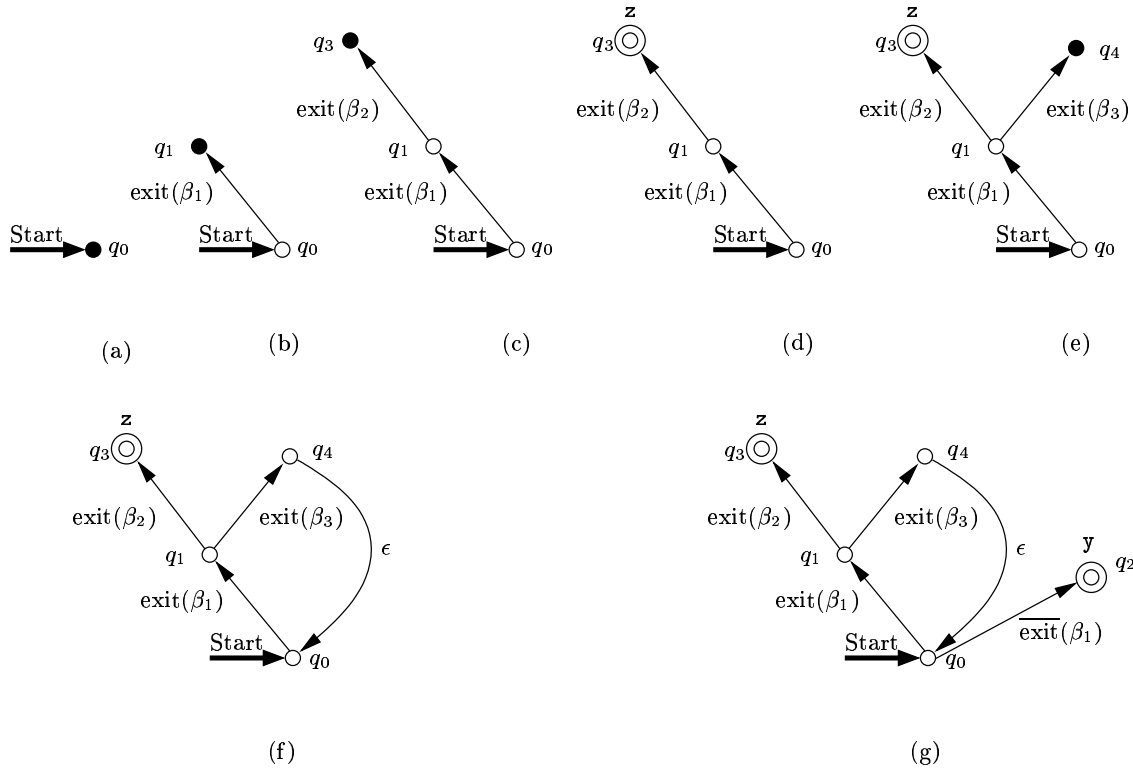 z z
q₃ q₃ q₃ q₄
exit(β₂) exit(β₂) exit(β₂) exit(β₃)
q₁ q₁ q₁ q₁
exit(β₁) exit(β₁) exit(β₁) exit(β₁)
Start q₀ Start q₀ Start q₀ Start q₀ Start q₀
(a) (b) (c) (d) (e)
z z
q₃ q₄ q₃ q₄
exit(β₂) exit(β₃) exit(β₂) exit(β₃)
q₁ ϵ q₁ ϵ y q₂
exit(β₁) exit(β₁) e̅x̅i̅t̅(β₁)
Start q₀ Start q₀
(f) (g)